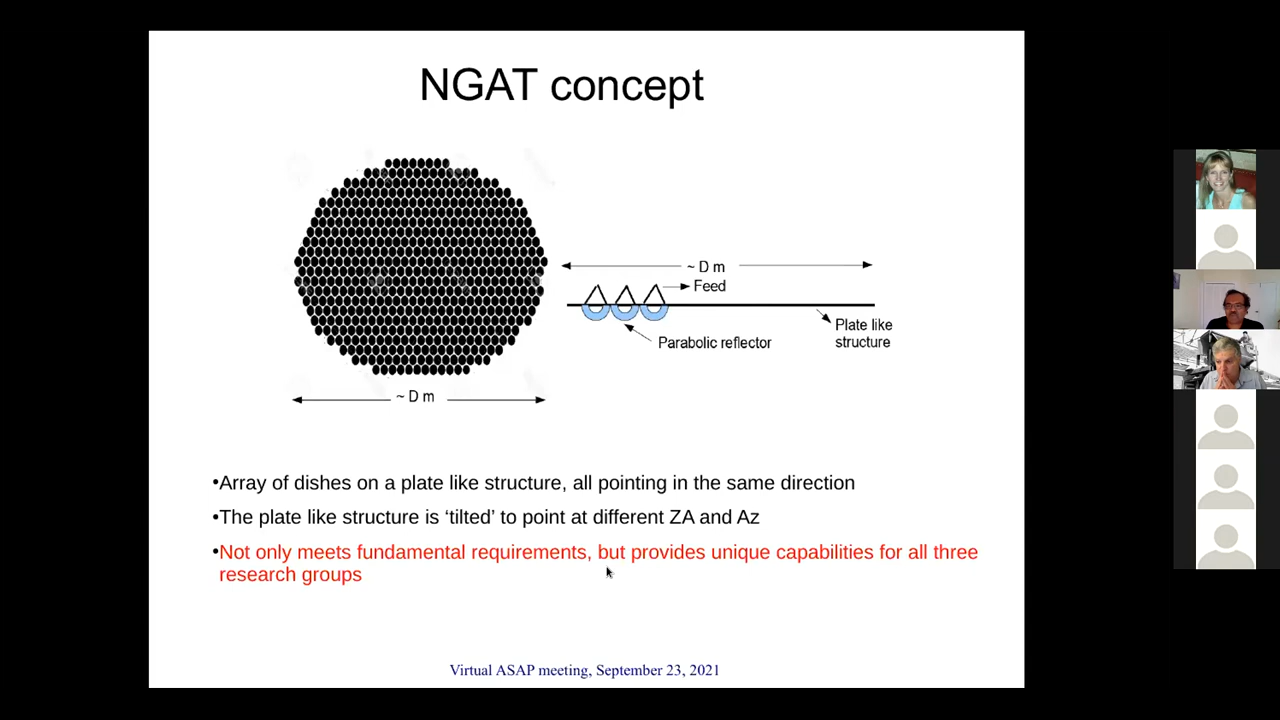 NGAT concept
~ D m
Feed
Plate like
structure
Parabolic reflector
~ D m
•Array of dishes on a plate like structure, all pointing in the same direction
•The plate like structure is ‘tilted’ to point at different ZA and Az
•Not only meets fundamental requirements, but provides unique capabilities for all three
research groups
Virtual ASAP meeting, September 23, 2021